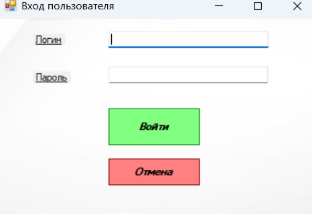 Вход пользователя
Логин
Пароль
Войти
Отмена